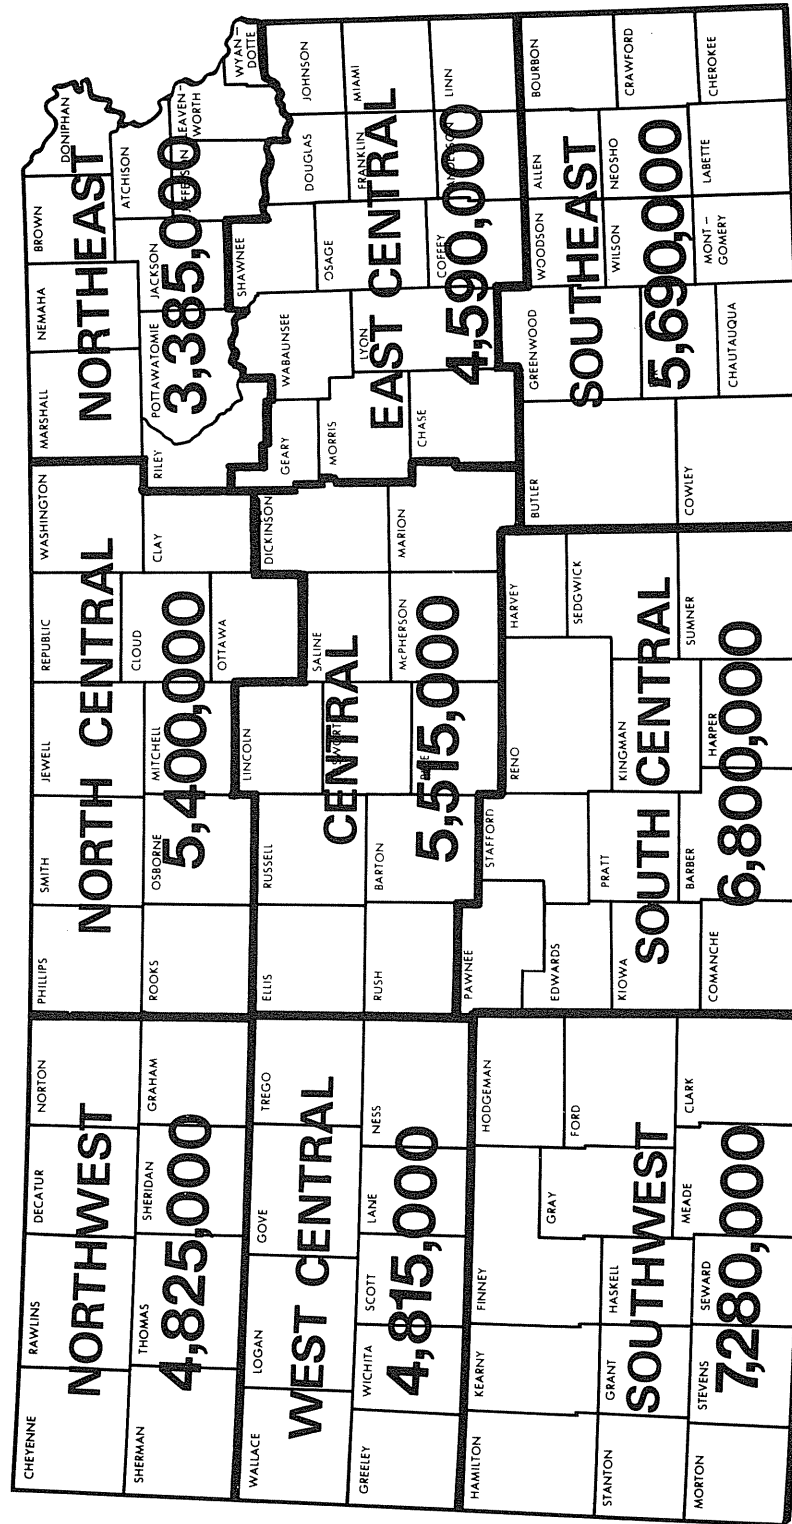 CHEYENNE
RAWLINS
DECATUR
NORTON
NORTHWEST
SHERMAN
THOMAS
SHERIDAN
GRAHAM
4,825,000
WALLACE
LOGAN
GOVE
TREGO
WEST CENTRAL
GREELEY
WICHITA
SCOTT
LANE
NESS
4,815,000
HAMILTON
KEARNY
FINNEY
HODGEMAN
GRAY
FORD
STANTON
GRANT
HASKELL
SOUTHWEST
MORTON
STEVENS
SEWARD
MEADE
CLARK
7,280,000
PHILLIPS
SMITH
JEWELL
REPUBLIC
WASHINGTON
NORTH CENTRAL
ROOKS
OSBORNE
MITCHELL
CLOUD
CLAY
OTTAWA
5,400,000
ELLIS
RUSSELL
LINCOLN
SALINE
DICKINSON
CENTRAL
RUSH
BARTON
McPHERSON
MARION
5,515,000
PAWNEE
STAFFORD
RENO
HARVEY
EDWARDS
PRATT
SEDGWICK
KIOWA
KINGMAN
SOUTH CENTRAL
COMANCHE
BARBER
HARPER
SUMNER
6,800,000
MARSHALL
NEMAHA
BROWN
DONIPHAN
NORTHEAST
RILEY
POTTAWATOMIE
JACKSON
ATCHISON
JEFFERSON
LEAVEN-
WORTH
WYAN-
DOTTE
3,385,000
GEARY
WABAUNSEE
SHAWNEE
DOUGLAS
JOHNSON
MORRIS
LYON
OSAGE
FRANKLIN
MIAMI
EAST CENTRAL
CHASE
COFFEY
LINN
4,590,000
BUTLER
GREENWOOD
WOODSON
ALLEN
BOURBON
SOUTHEAST
WILSON
NEOSHO
CRAWFORD
5,690,000
COWLEY
CHAUTAUQUA
MONT-
GOMERY
LABETTE
CHEROKEE